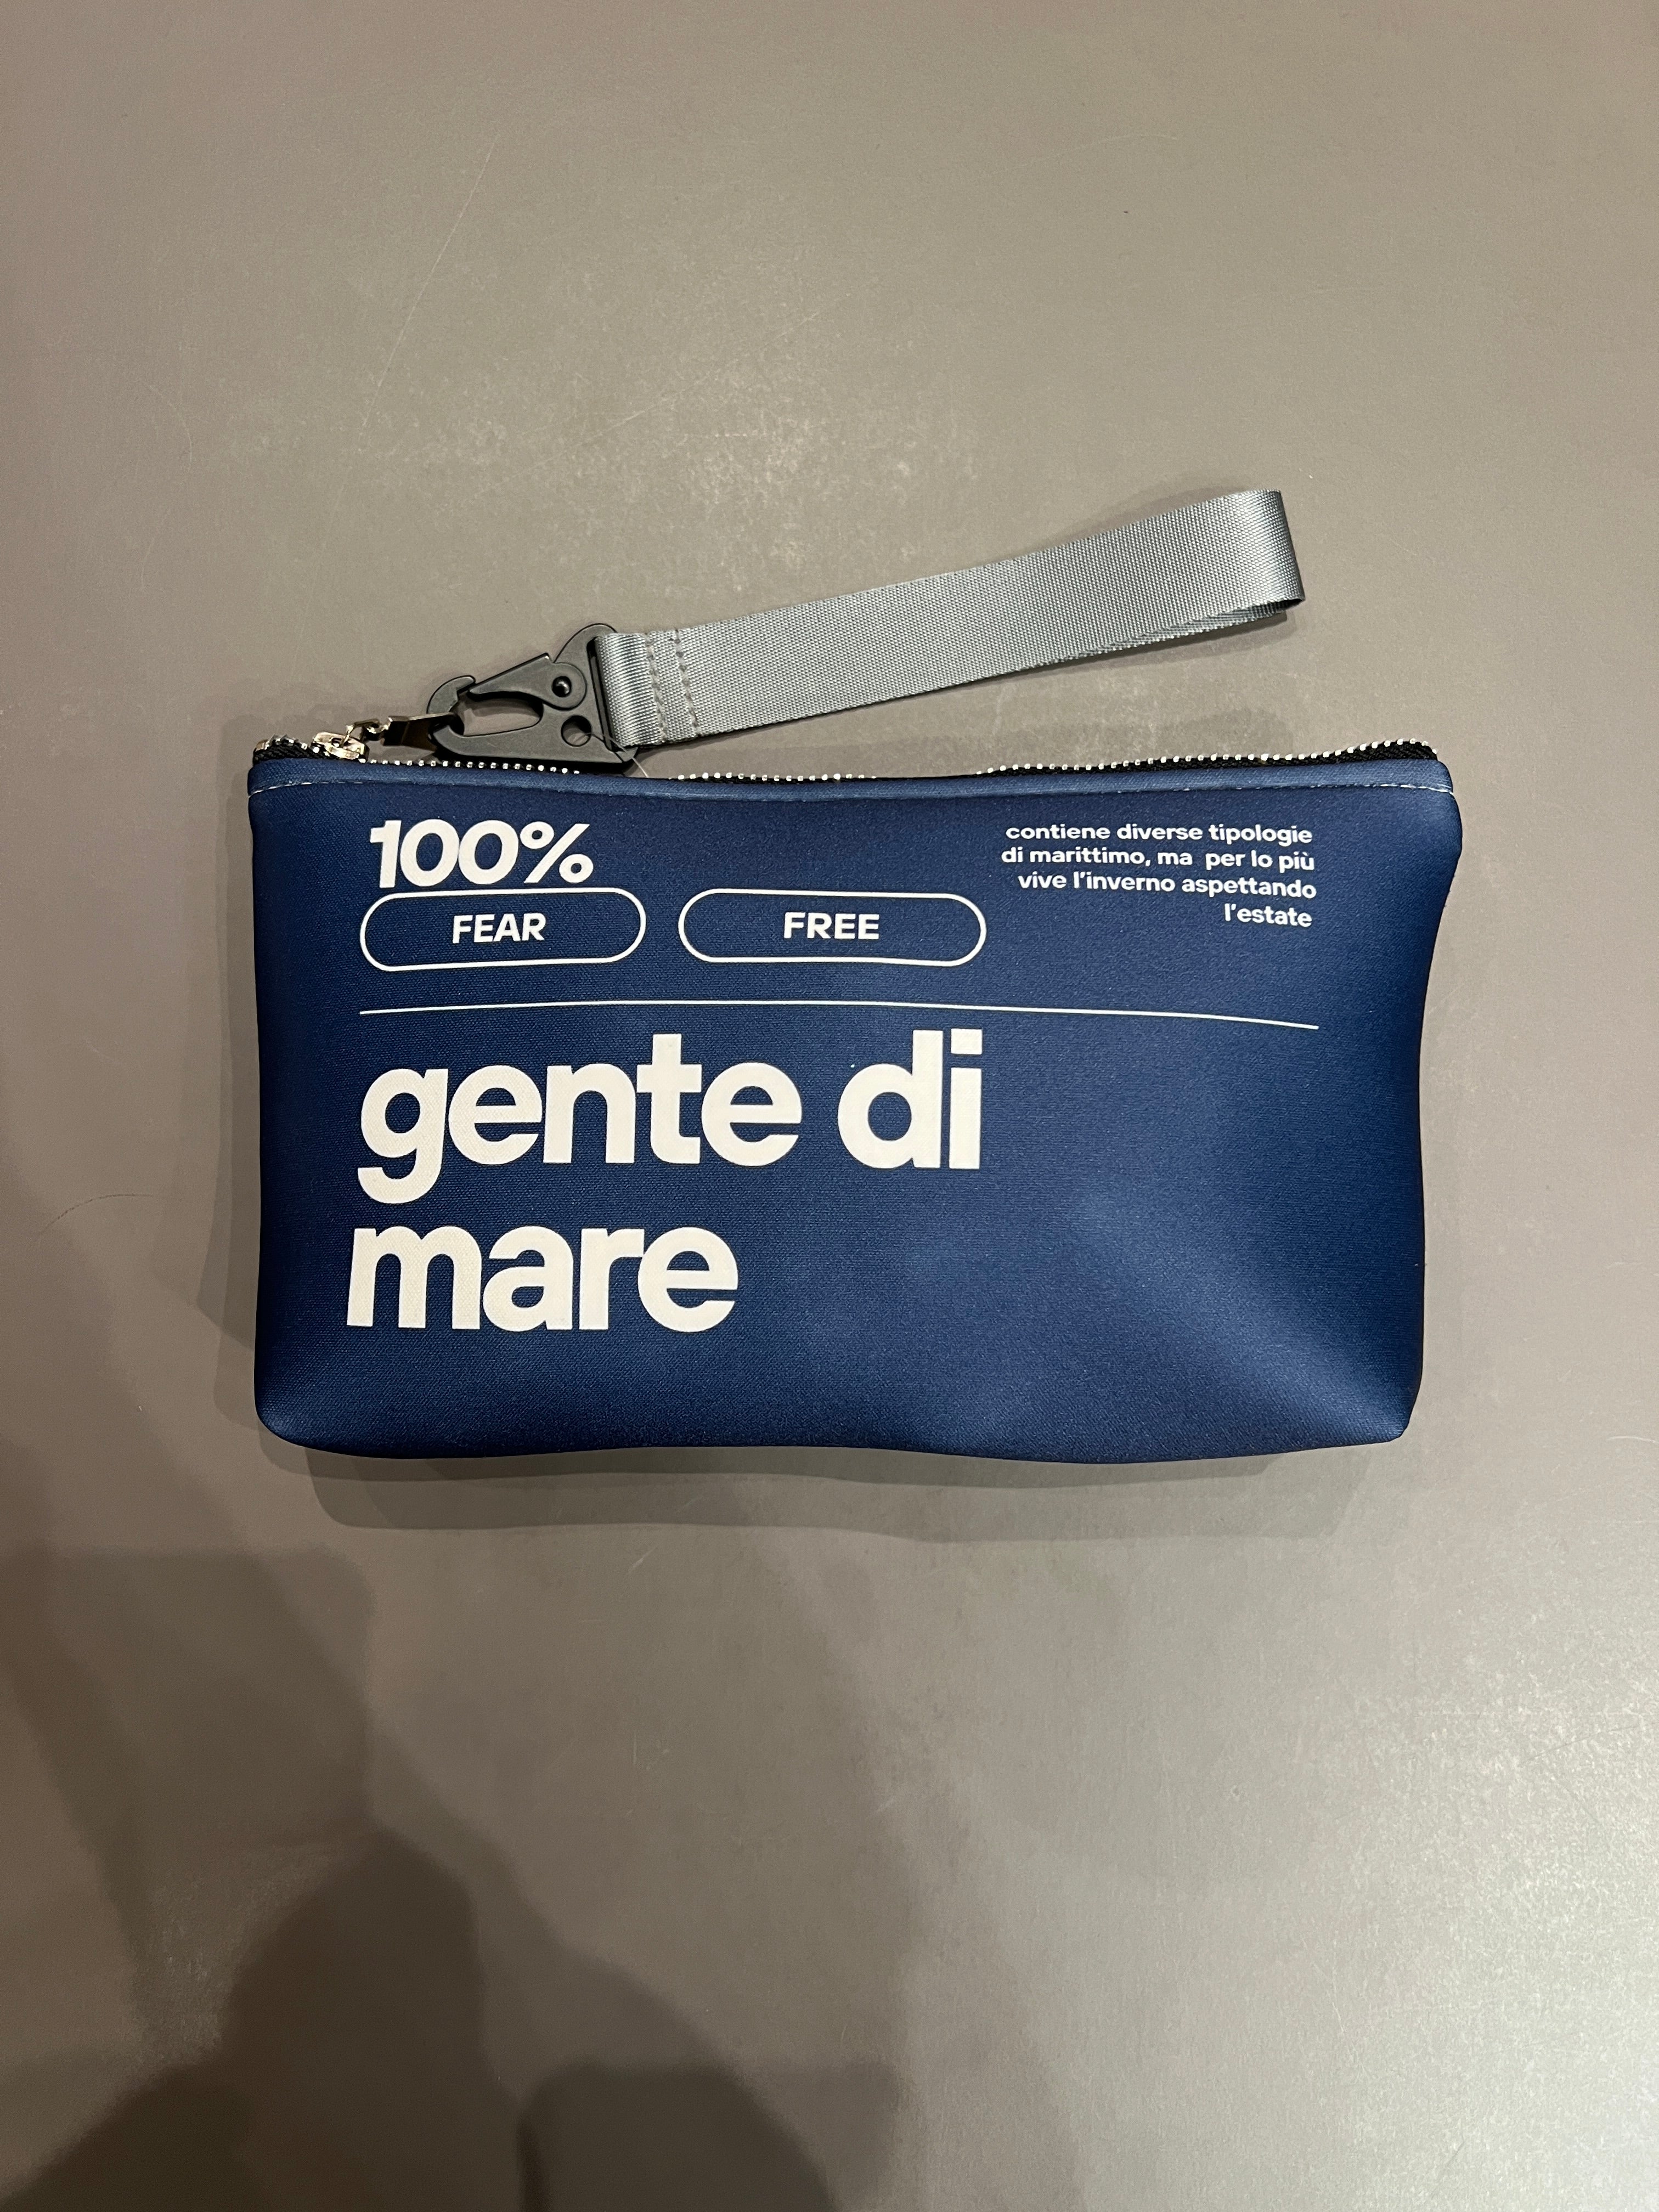 100%
FEAR
FREE
contiene diverse tipologie
di marittimo, ma per lo più
vive l'inverno aspettando
l'estate
gente di
mare